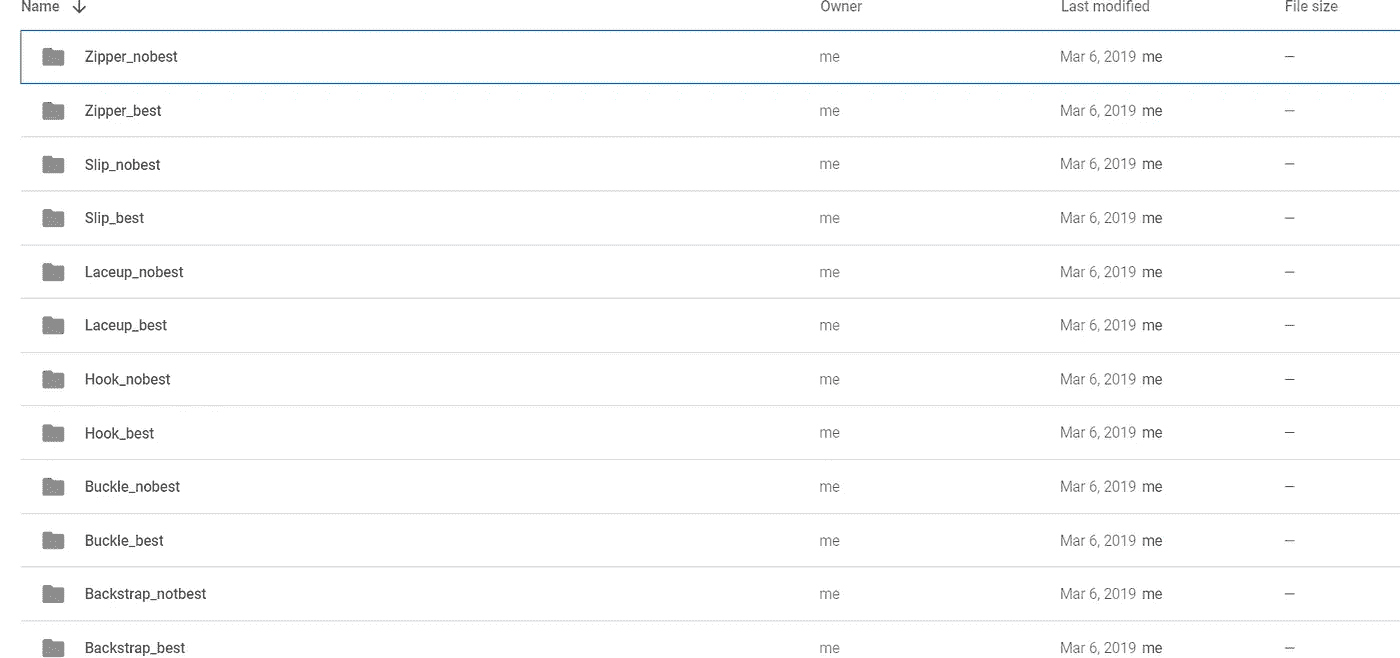 Name Owner Last modified File size
Zipper_nobest me Mar 6, 2019 me —
Zipper_best me Mar 6, 2019 me —
Slip_nobest me Mar 6, 2019 me —
Slip_best me Mar 6, 2019 me —
Laceup_nobest me Mar 6, 2019 me —
Laceup_best me Mar 6, 2019 me —
Hook_nobest me Mar 6, 2019 me —
Hook_best me Mar 6, 2019 me —
Buckle_nobest me Mar 6, 2019 me —
Buckle_best me Mar 6, 2019 me —
Backstrap_notbest me Mar 6, 2019 me —
Backstrap_best me Mar 6, 2019 me —